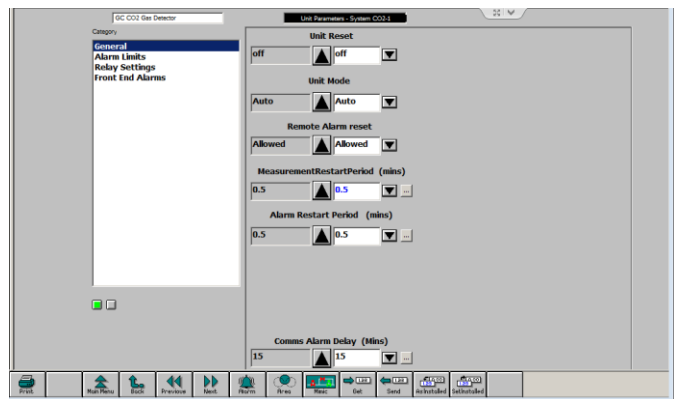 GC CO2 Gas Detector
Unit Parameters - System CO2-1
Category
General
Alarm Limits
Relay Settings
Front End Alarms
Unit Reset
off off
Unit Mode
Auto Auto
Remote Alarm reset
Allowed Allowed
MeasurementRestartPeriod (mins)
0.5 0.5 ...
Alarm Restart Period (mins)
0.5 0.5 ...
Comms Alarm Delay (Mins)
15 15 ...
Print Main Menu Back Previous Next Alarm Area Misc Get Send AsInstalled SetInstalled